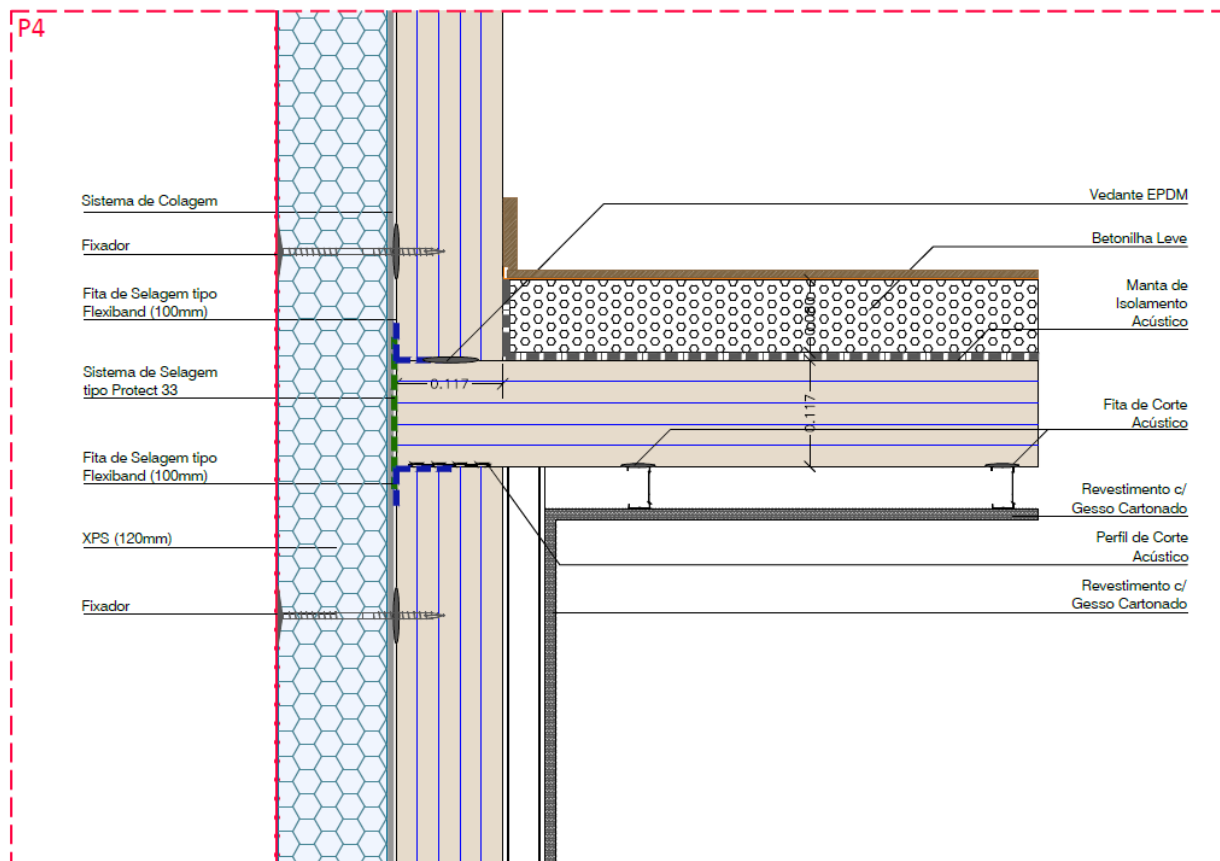 P4
Sistema de Colagem
Fixador
Fita de Selagem tipo
Flexiband (100mm)
Sistema de Selagem
tipo Protect 33
Fita de Selagem tipo
Flexiband (100mm)
XPS (120mm)
Fixador
0.117
0.080
0.117
Vedante EPDM
Betonilha Leve
Manta de
Isolamento
Acústico
Fita de Corte
Acústico
Revestimento c/
Gesso Cartonado
Perfil de Corte
Acústico
Revestimento c/
Gesso Cartonado